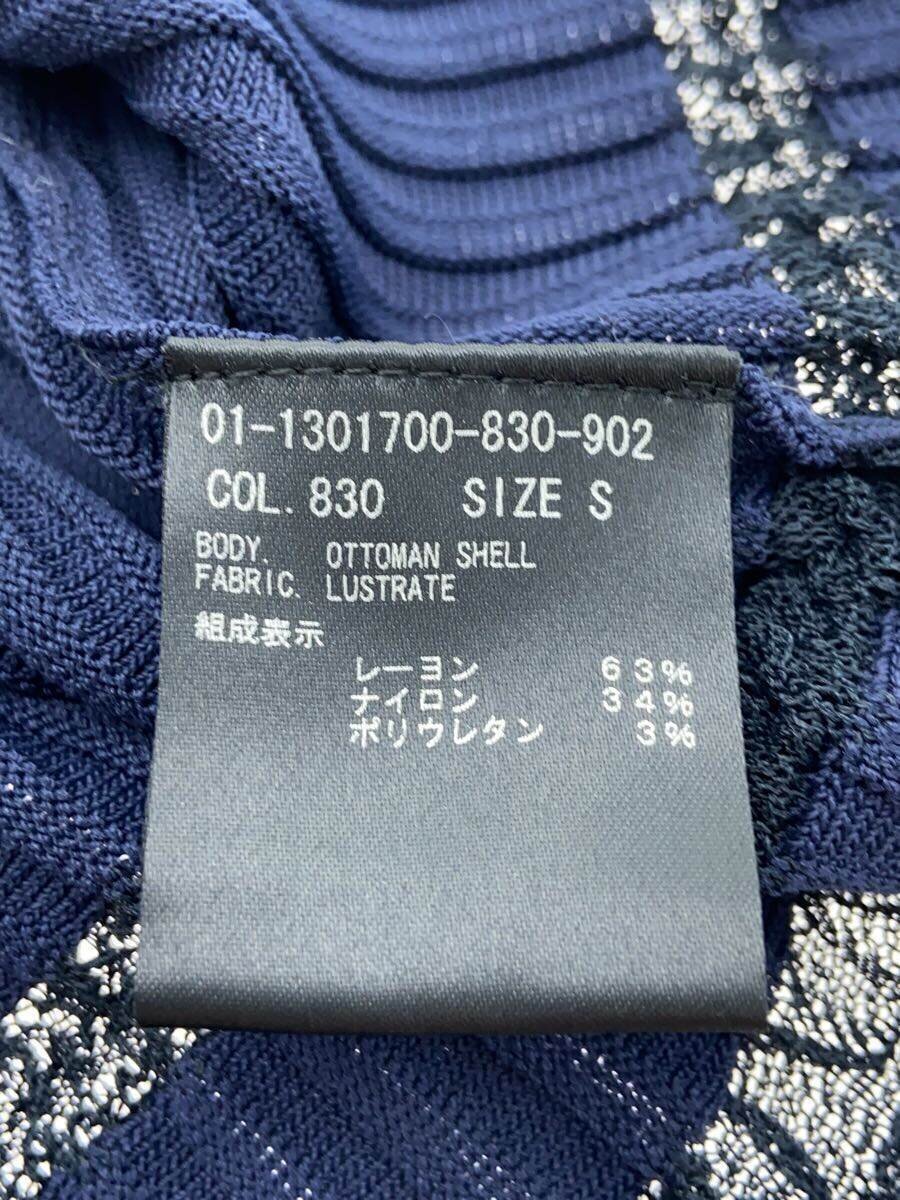 01-1301700-830-902
COL. 830 SIZE S
BODY. OTTOMAN SHELL
FABRIC. LUSTRATE
組成表示
レーヨン 63%
ナイロン 34%
ポリウレタン 3%